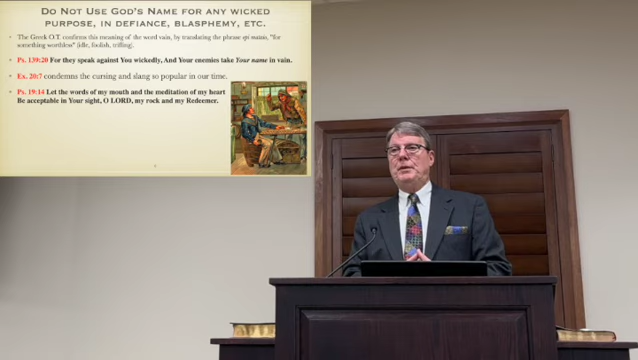 DO NOT USE GOD'S NAME FOR ANY WICKED
PURPOSE, IN DEFIANCE, BLASPHEMY, ETC.
The Greek O.T. confirms this meaning of the word vain, by translating the phrase epi mataio, "for
something worthless" (idle, foolish, trifling).
Ps. 139:20 For they speak against You wickedly, And Your enemies take Your name in vain.
Ex. 20:7 condemns the cursing and slang so popular in our time.
Ps. 19:14 Let the words of my mouth and the meditation of my heart
Be acceptable in Your sight, O LORD, my rock and my Redeemer.